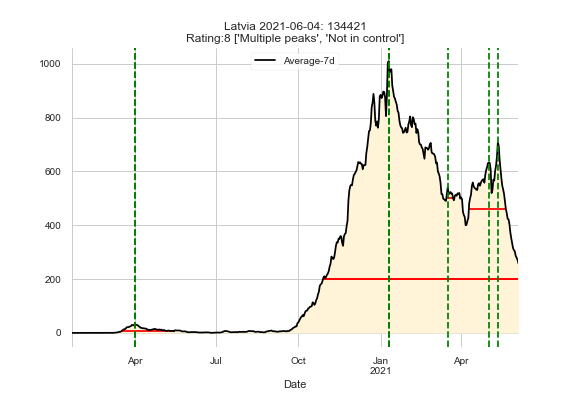 Latvia 2021-06-04: 134421
Rating:8 ['Multiple peaks', 'Not in control']
Average-7d
1000
800
600
400
200
0
Apr
Jul
Oct
Jan
2021
Apr
Date